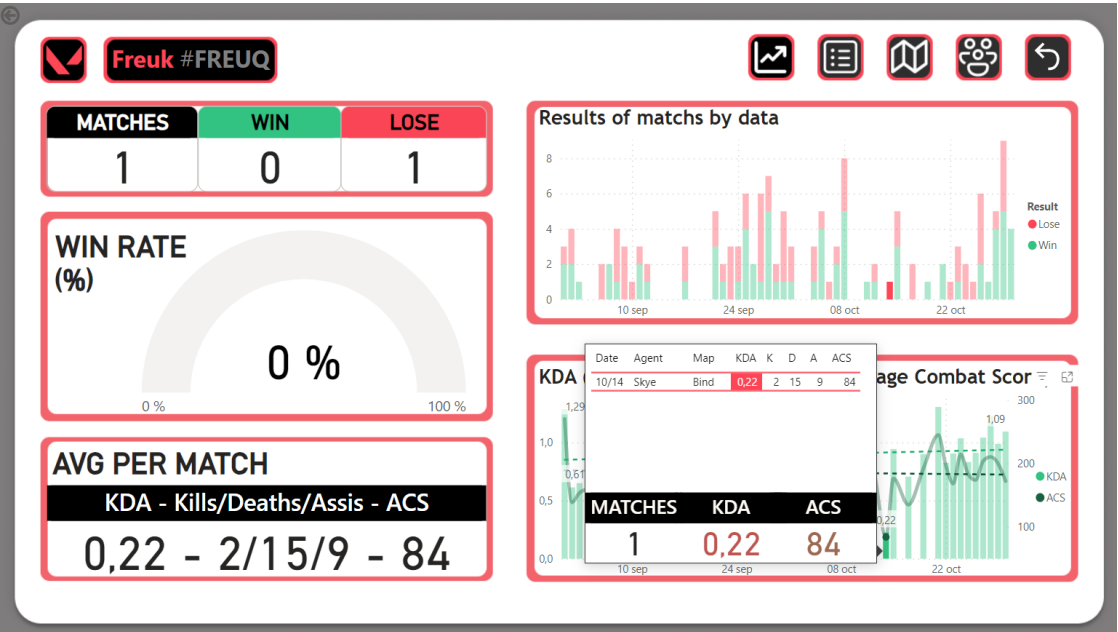 Freuk #FREUQ
MATCHES WIN LOSE
1 0 1
WIN RATE
(%)
0 %
0 % 100 %
AVG PER MATCH
KDA - Kills/Deaths/Assis - ACS
0,22 - 2/15/9 - 84
Results of matchs by data
8
6
4
2
0
10 sep 24 sep 08 oct 22 oct
Result
Lose
Win
KDA age Combat Scor
1,29
1,0
0,61
0,5
0,0
Date Agent Map KDA K D A ACS
10/14 Skye Bind 0,22 2 15 9 84
MATCHES KDA ACS
1 0,22 84
1,09
0,22
300
200
100
KDA
ACS
10 sep 24 sep 08 oct 22 oct